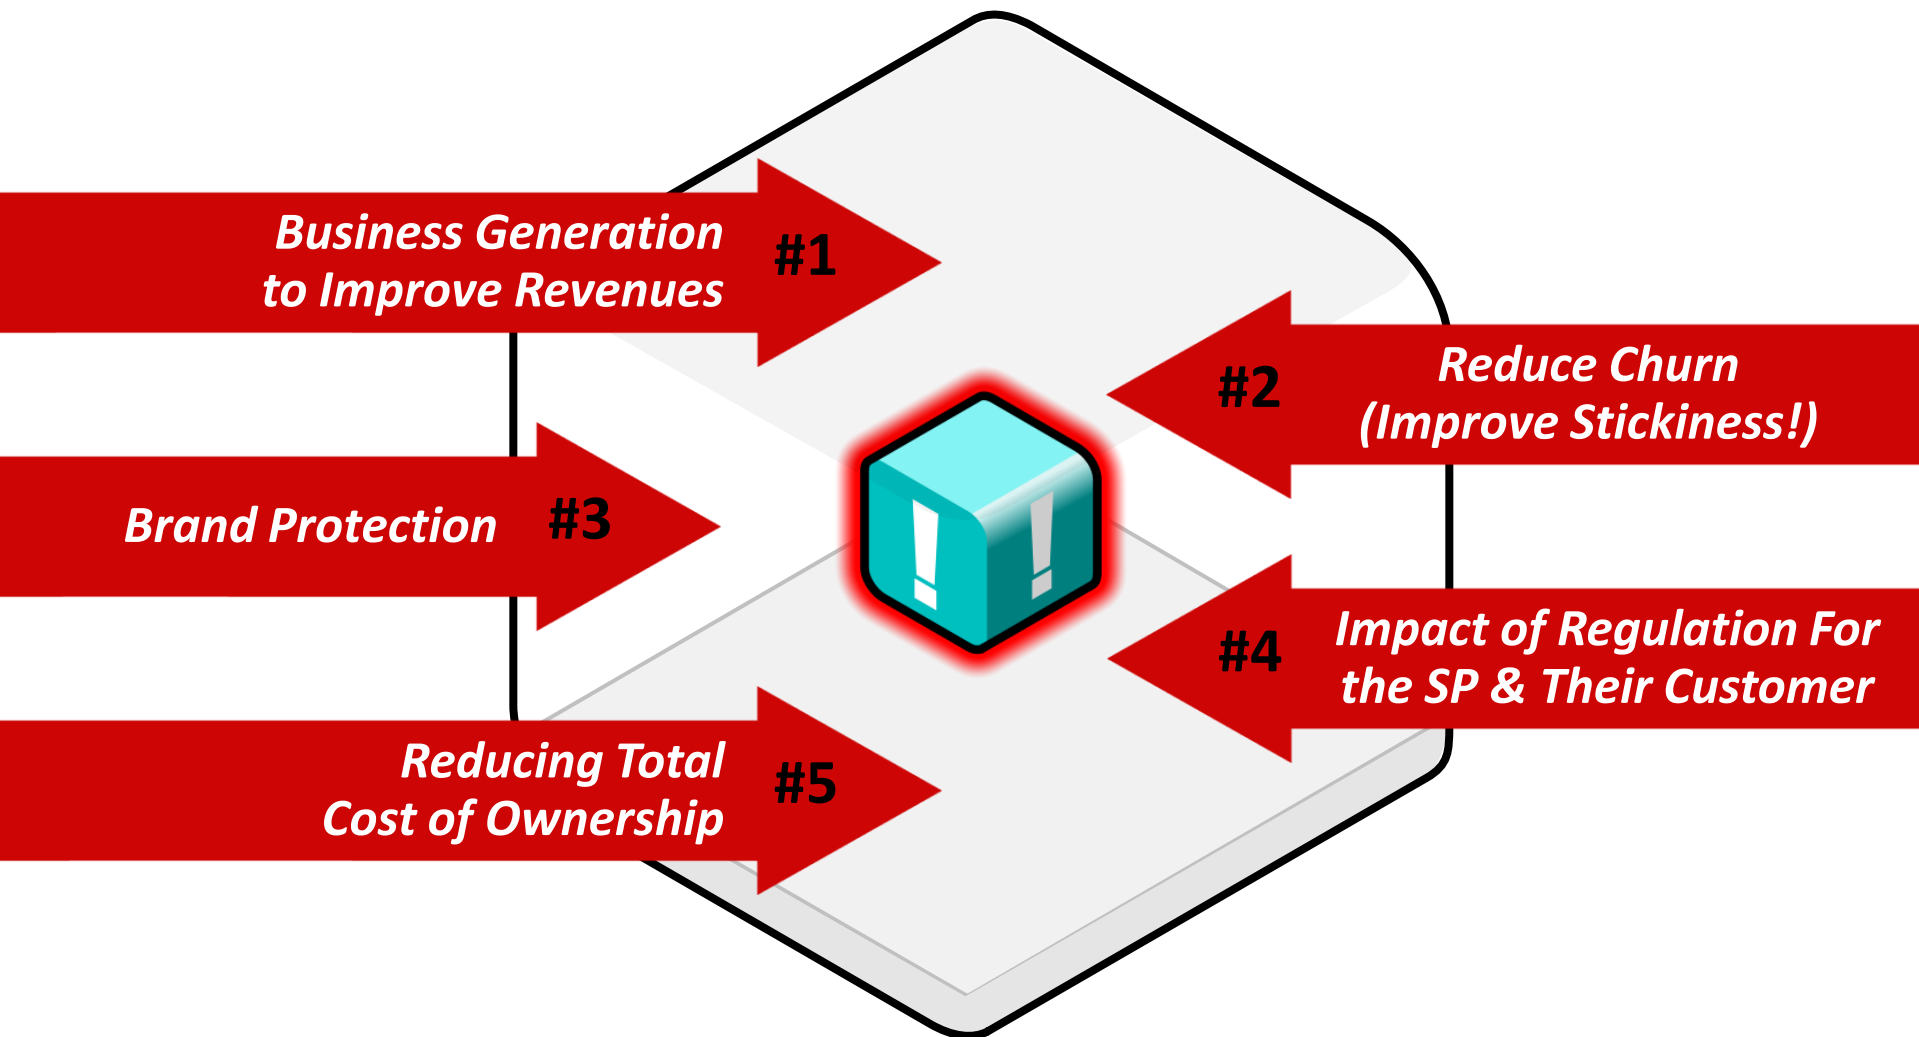 Business Generation
to Improve Revenues
#1
Reduce Churn
(Improve Stickiness!)
#2
Brand Protection
#3
Impact of Regulation For
the SP & Their Customer
#4
Reducing Total
Cost of Ownership
#5
! !